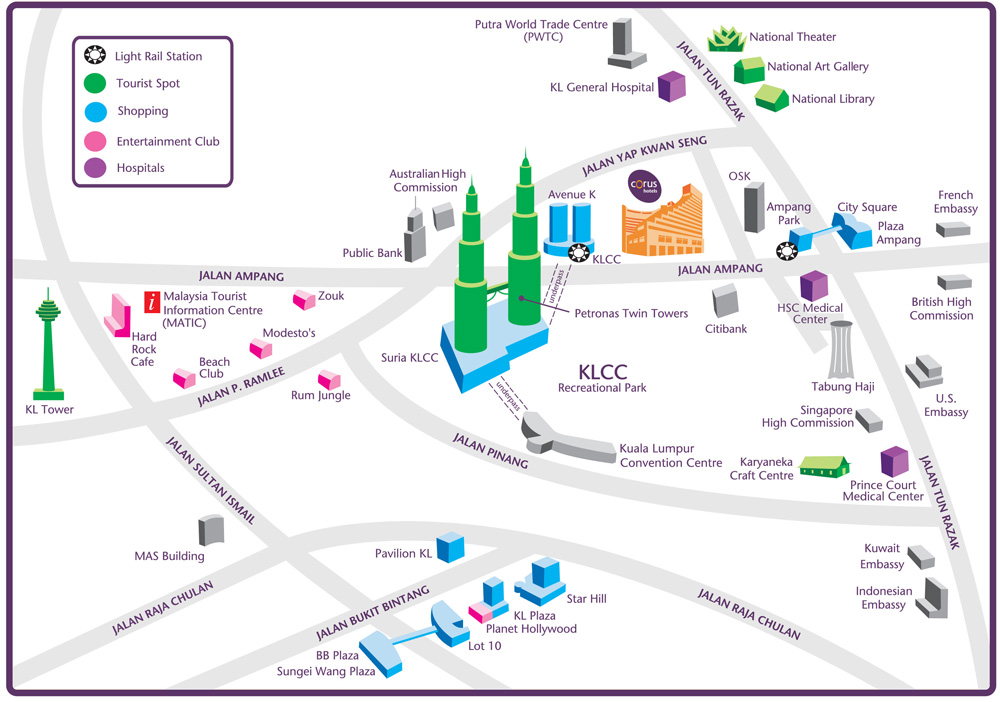 Light Rail Station
Tourist Spot
Shopping
Entertainment Club
Hospitals
Putra World Trade Centre
(PWTC)
KL General Hospital
JALAN TUN RAZAK
National Theater
National Art Gallery
National Library
JALAN YAP KWAN SENG
Australian High
Commission
Public Bank
Avenue K
corus
hotels
KLCC
OSK
Ampang
Park
City Square
Plaza
Ampang
French
Embassy
JALAN AMPANG
JALAN AMPANG
underpass
Petronas Twin Towers
Citibank
HSC Medical
Center
British High
Commission
i
Malaysia Tourist
Information Centre
(MATIC)
Zouk
Hard
Rock
Cafe
Modesto's
Beach
Club
Rum Jungle
KL Tower
JALAN P. RAMLEE
Suria KLCC
KLCC
Recreational Park
Tabung Haji
U.S.
Embassy
Singapore
High Commission
underpass
Kuala Lumpur
Convention Centre
JALAN PINANG
Karyaneka
Craft Centre
Prince Court
Medical Center
JALAN TUN RAZAK
JALAN SULTAN ISMAIL
MAS Building
Pavilion KL
Kuwait
Embassy
Indonesian
Embassy
JALAN RAJA CHULAN
JALAN BUKIT BINTANG
Star Hill
KL Plaza
Planet Hollywood
Lot 10
BB Plaza
Sungei Wang Plaza
JALAN RAJA CHULAN